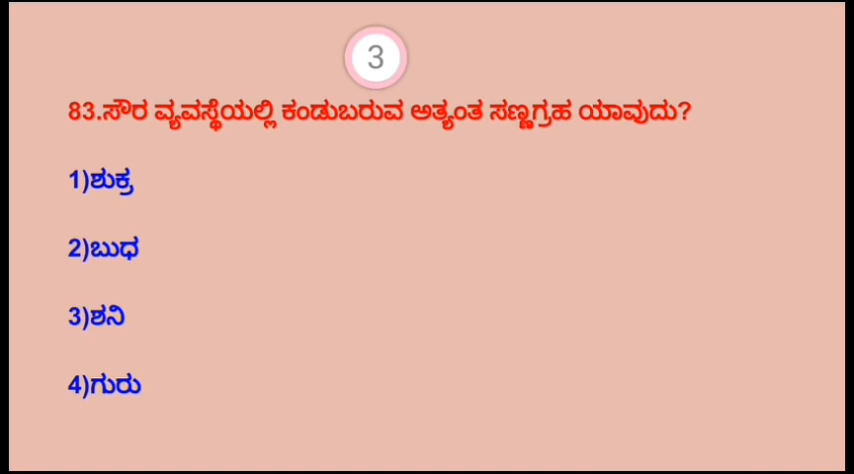 3
83.ಸೌರ ವ್ಯವಸ್ಥೆಯಲ್ಲಿ ಕಂಡುಬರುವ ಅತ್ಯಂತ ಸಣ್ಣಗ್ರಹ ಯಾವುದು?
1)ಶುಕ್ರ
2)ಬುಧ
3)ಶನಿ
4)ಗುರು